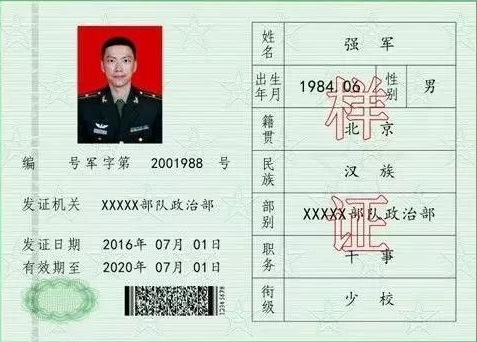 编 号军字第 2001988 号
发证机关 XXXXX部队政治部
发证日期 2016年 07月 01日
有效期至 2020年 07月 01日
姓名 强 军
出生年月 1984.06 性别 男
籍贯 北 京
民族 汉 族
部别 XXXXX部队政治部
职务 干 事
衔级 少 校
样证